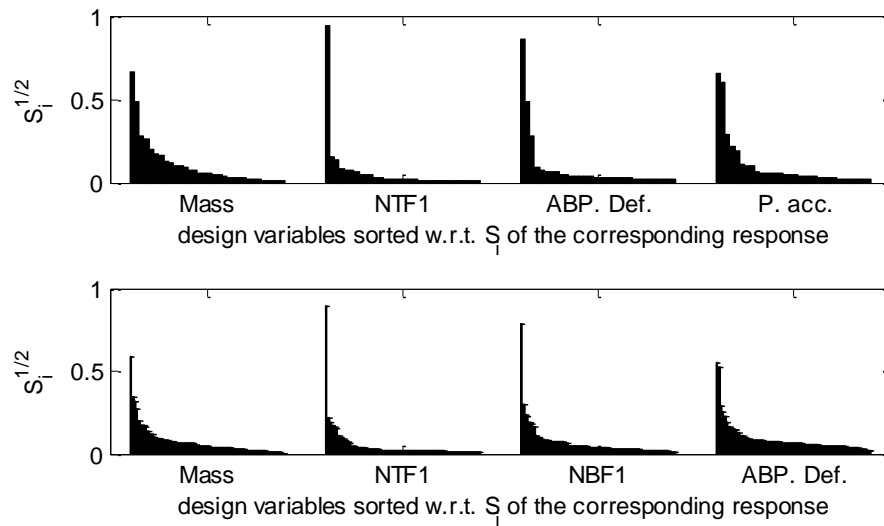 1
0.5
0
S_i^{1/2}
Mass NTF1 ABP. Def. P. acc.
design variables sorted w.r.t. S_i of the corresponding response
1
0.5
0
S_i^{1/2}
Mass NTF1 NBF1 ABP. Def.
design variables sorted w.r.t. S_i of the corresponding response